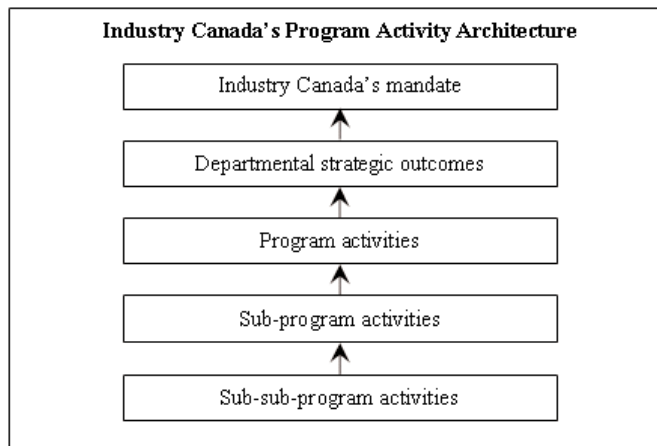 Industry Canada's Program Activity Architecture
Industry Canada's mandate
Departmental strategic outcomes
Program activities
Sub-program activities
Sub-sub-program activities